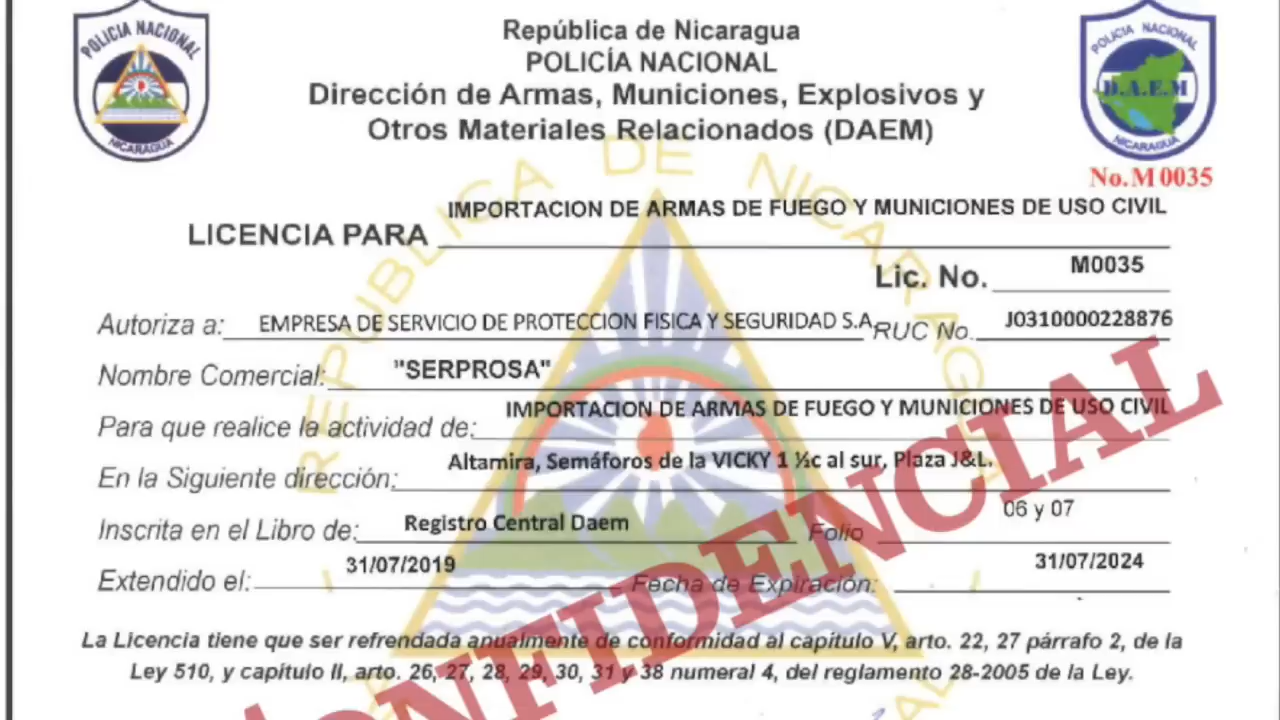 POLICIA NACIONAL
NICARAGUA
República de Nicaragua
POLICÍA NACIONAL
Dirección de Armas, Municiones, Explosivos y
Otros Materiales Relacionados (DAEM)
POLICIA NACIONAL
D.A.E.M
NICARAGUA
No.M 0035
REPUBLICA DE NICARAGUA
LICENCIA PARA IMPORTACION DE ARMAS DE FUEGO Y MUNICIONES DE USO CIVIL
Lic. No. M0035
Autoriza a: EMPRESA DE SERVICIO DE PROTECCION FISICA Y SEGURIDAD S.A RUC No. J0310000228876
Nombre Comercial: "SERPROSA"
Para que realice la actividad de: IMPORTACION DE ARMAS DE FUEGO Y MUNICIONES DE USO CIVIL
En la Siguiente dirección: Altamira, Semáforos de la VICKY 1 ½c al sur, Plaza J&L.
Inscrita en el Libro de: Registro Central Daem Folio 06 y 07
Extendido el: 31/07/2019 Fecha de Expiración: 31/07/2024
La Licencia tiene que ser refrendada anualmente de conformidad al capítulo V, arto. 22, 27 párrafo 2, de la
Ley 510, y capítulo II, arto. 26, 27, 28, 29, 30, 31 y 38 numeral 4, del reglamento 28-2005 de la Ley.
CONFIDENCIAL